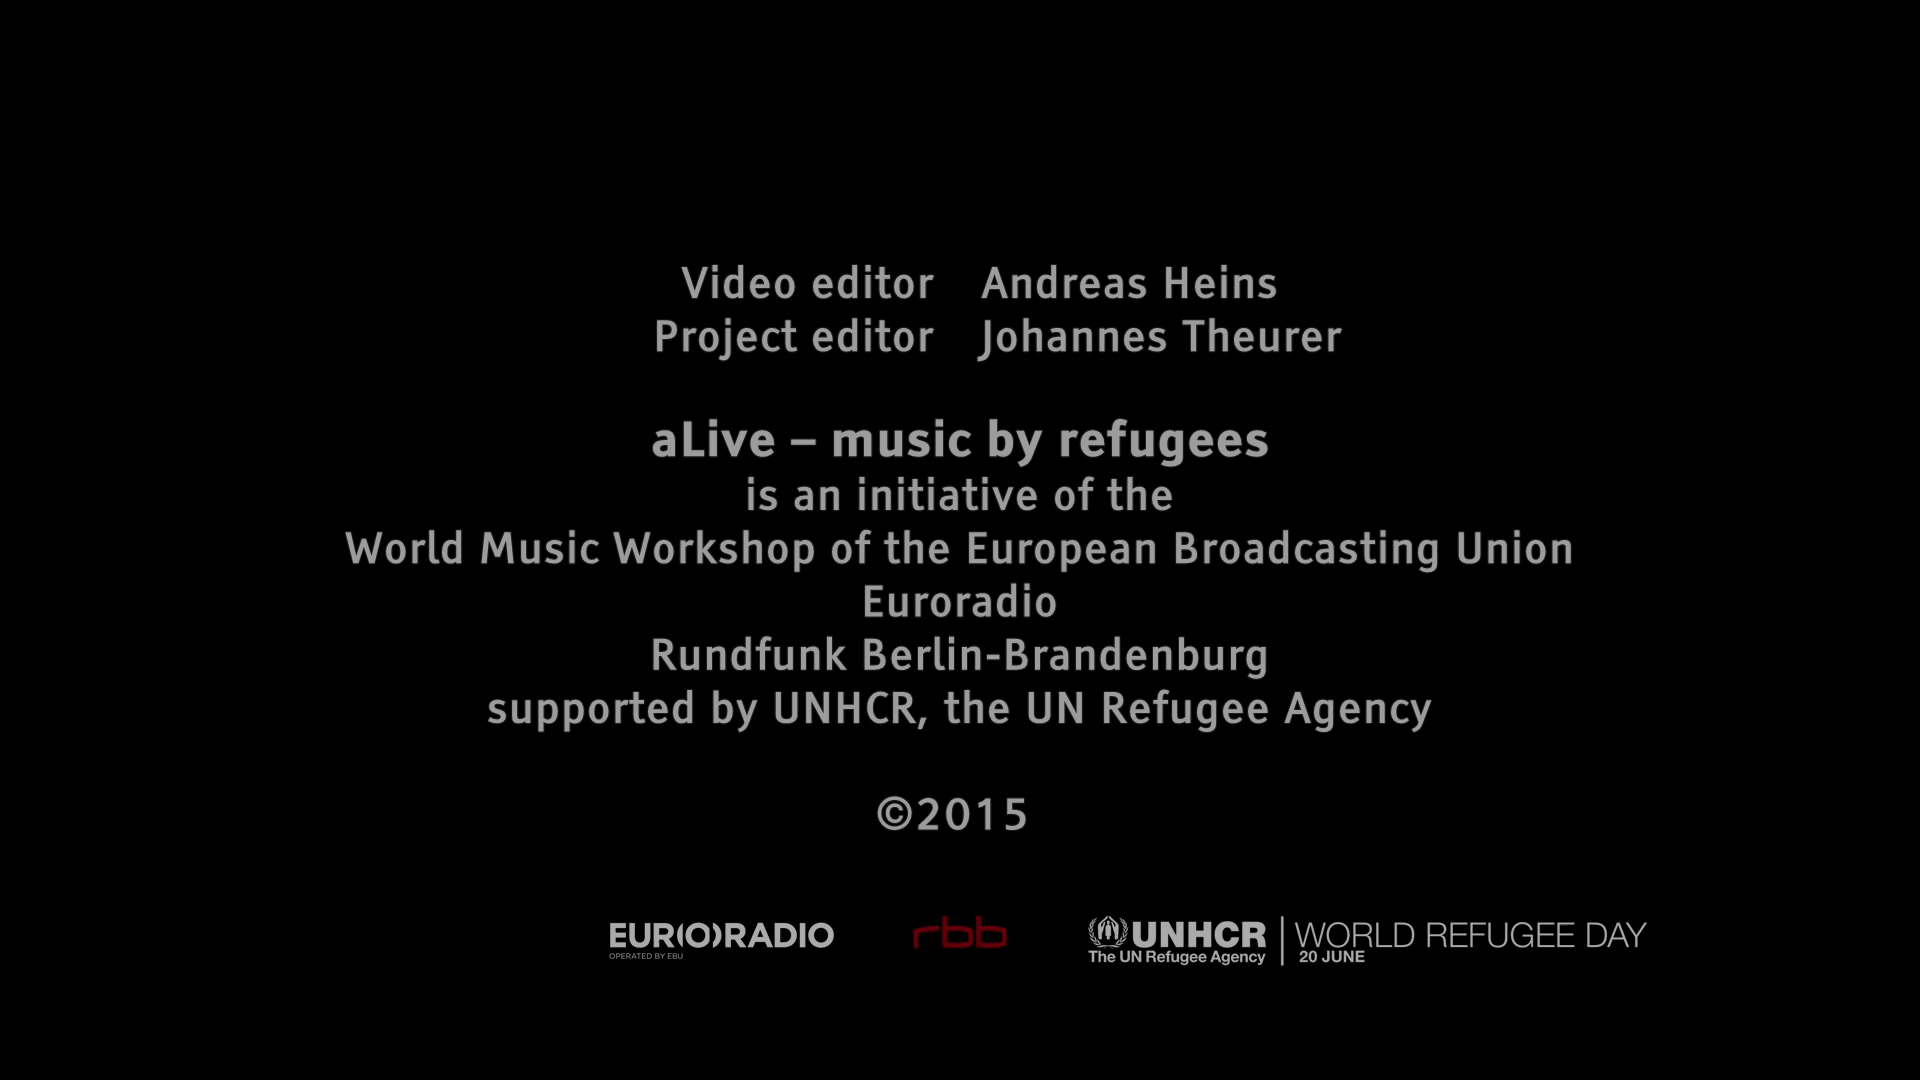 Video editor Andreas Heins
Project editor Johannes Theurer
aLive – music by refugees
is an initiative of the
World Music Workshop of the European Broadcasting Union
Euroradio
Rundfunk Berlin-Brandenburg
supported by UNHCR, the UN Refugee Agency
©2015
EURORADIO
OPERATED BY EBU
rbb
UNHCR
The UN Refugee Agency
WORLD REFUGEE DAY
20 JUNE